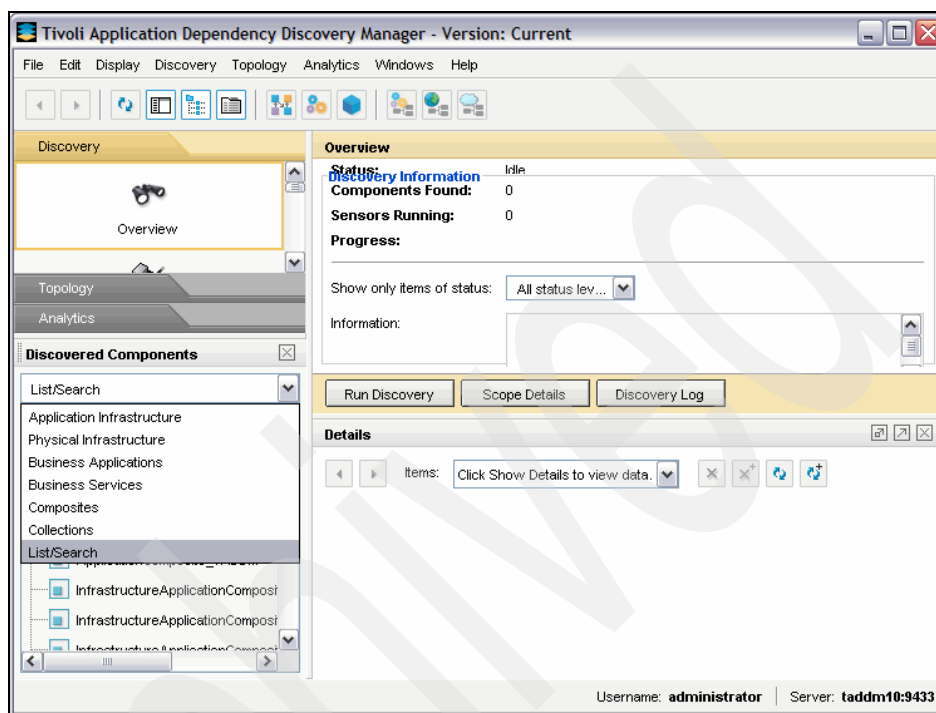 Tivoli Application Dependency Discovery Manager - Version: Current
File Edit Display Discovery Topology Analytics Windows Help
Discovery
Overview
Topology
Analytics
Discovered Components
List/Search
Application Infrastructure
Physical Infrastructure
Business Applications
Business Services
Composites
Collections
List/Search
InfrastructureApplicationComposi
InfrastructureApplicationComposi
Overview
Status: Idle
Discovery Information
Components Found: 0
Sensors Running: 0
Progress:
Show only items of status: All status lev...
Information:
Run Discovery Scope Details Discovery Log
Details
Items: Click Show Details to view data.
Username: administrator Server: taddm10:9433